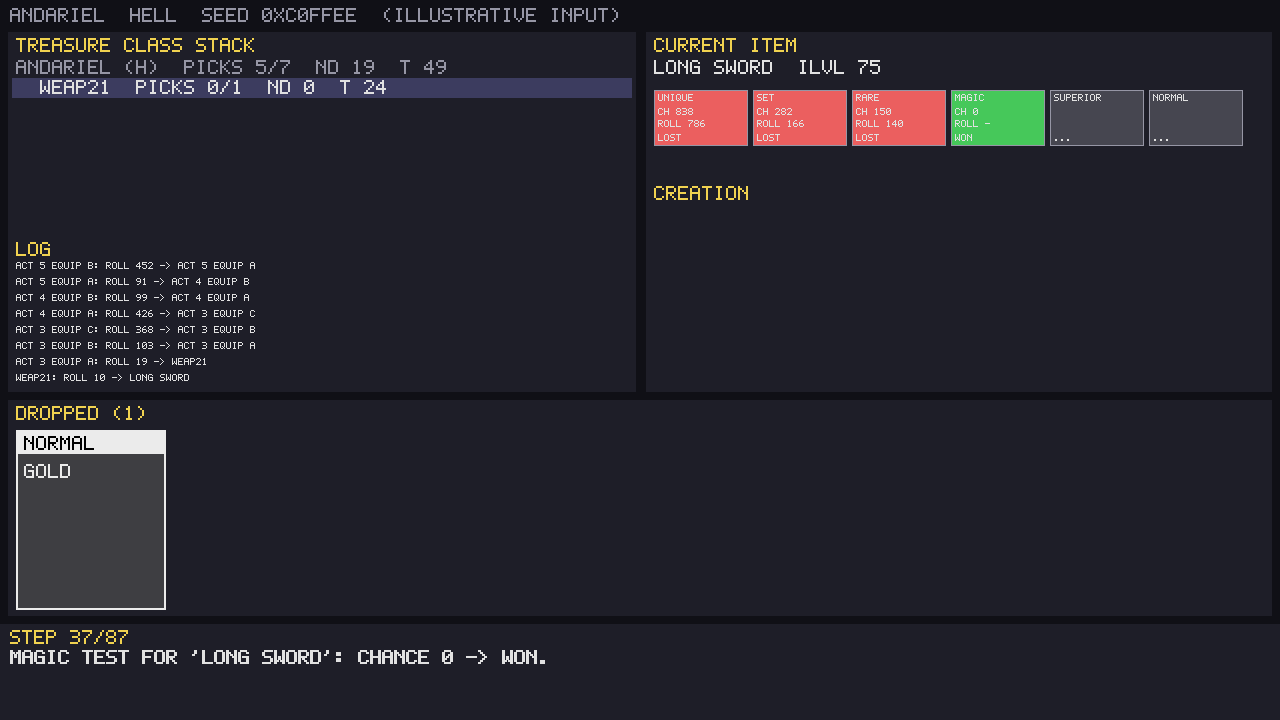 ANDARIEL  HELL  SEED 0XC0FFEE  (ILLUSTRATIVE INPUT)
TREASURE CLASS STACK
ANDARIEL (H)  PICKS 5/7  ND 19  T 49
WEAP21  PICKS 0/1  ND 0  T 24
LOG
ACT 5 EQUIP B: ROLL 452 -> ACT 5 EQUIP A
ACT 5 EQUIP A: ROLL 91 -> ACT 4 EQUIP B
ACT 4 EQUIP B: ROLL 99 -> ACT 4 EQUIP A
ACT 4 EQUIP A: ROLL 426 -> ACT 3 EQUIP C
ACT 3 EQUIP C: ROLL 368 -> ACT 3 EQUIP B
ACT 3 EQUIP B: ROLL 103 -> ACT 3 EQUIP A
ACT 3 EQUIP A: ROLL 19 -> WEAP21
WEAP21: ROLL 10 -> LONG SWORD
CURRENT ITEM
LONG SWORD  ILVL 75
UNIQUE
CH 838
ROLL 786
LOST
SET
CH 282
ROLL 166
LOST
RARE
CH 150
ROLL 140
LOST
MAGIC
CH 0
ROLL -
WON
SUPERIOR
...
NORMAL
...
CREATION
DROPPED (1)
NORMAL
GOLD
STEP 37/87
MAGIC TEST FOR 'LONG SWORD': CHANCE 0 -> WON.